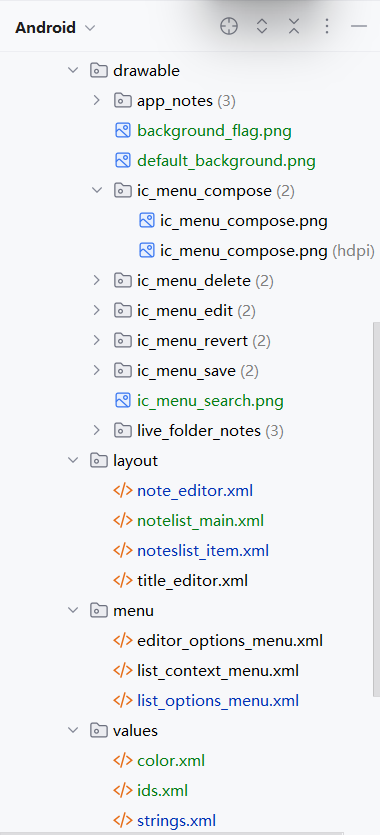 Android
drawable
app_notes (3)
background_flag.png
default_background.png
ic_menu_compose (2)
ic_menu_compose.png
ic_menu_compose.png (hdpi)
ic_menu_delete (2)
ic_menu_edit (2)
ic_menu_revert (2)
ic_menu_save (2)
ic_menu_search.png
live_folder_notes (3)
layout
note_editor.xml
notelist_main.xml
noteslist_item.xml
title_editor.xml
menu
editor_options_menu.xml
list_context_menu.xml
list_options_menu.xml
values
color.xml
ids.xml
strings.xml